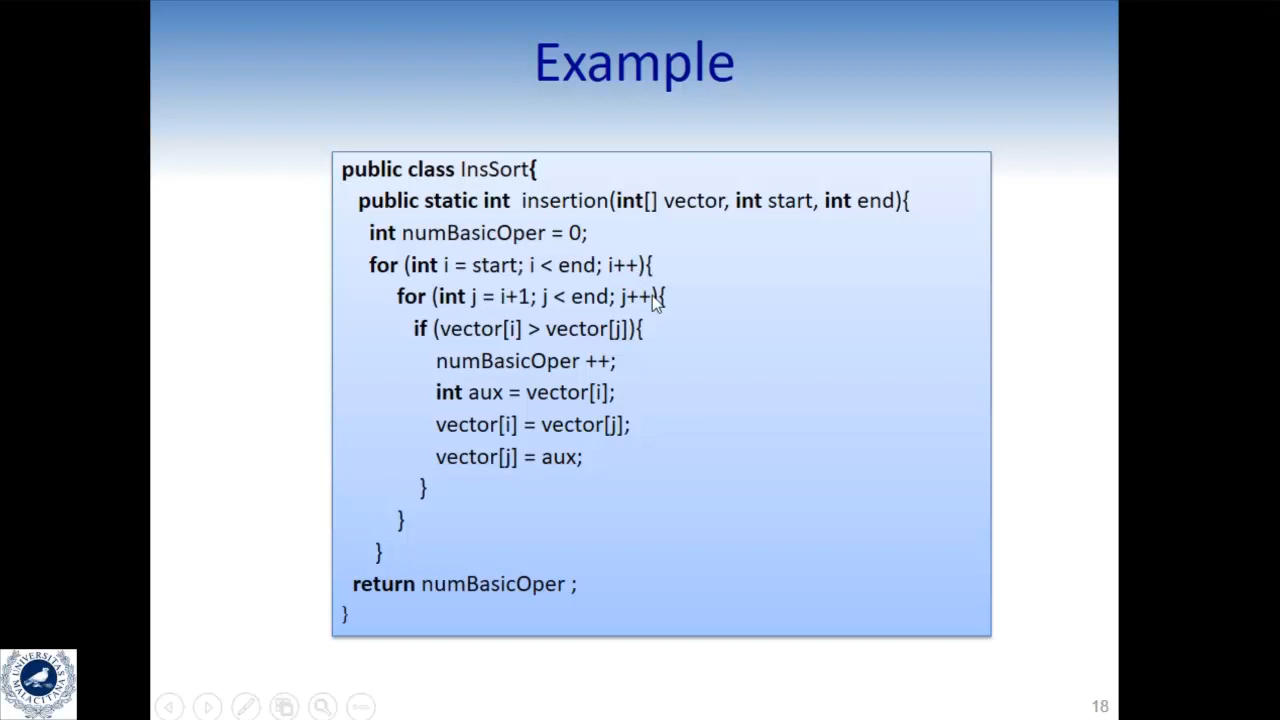 Example
public class InsSort{
public static int insertion(int[] vector, int start, int end){
int numBasicOper = 0;
for (int i = start; i < end; i++){
for (int j = i+1; j < end; j++){
if (vector[i] > vector[j]){
numBasicOper ++;
int aux = vector[i];
vector[i] = vector[j];
vector[j] = aux;
}
}
}
return numBasicOper ;
}
UNIVERSITAS
MALACITANA
18